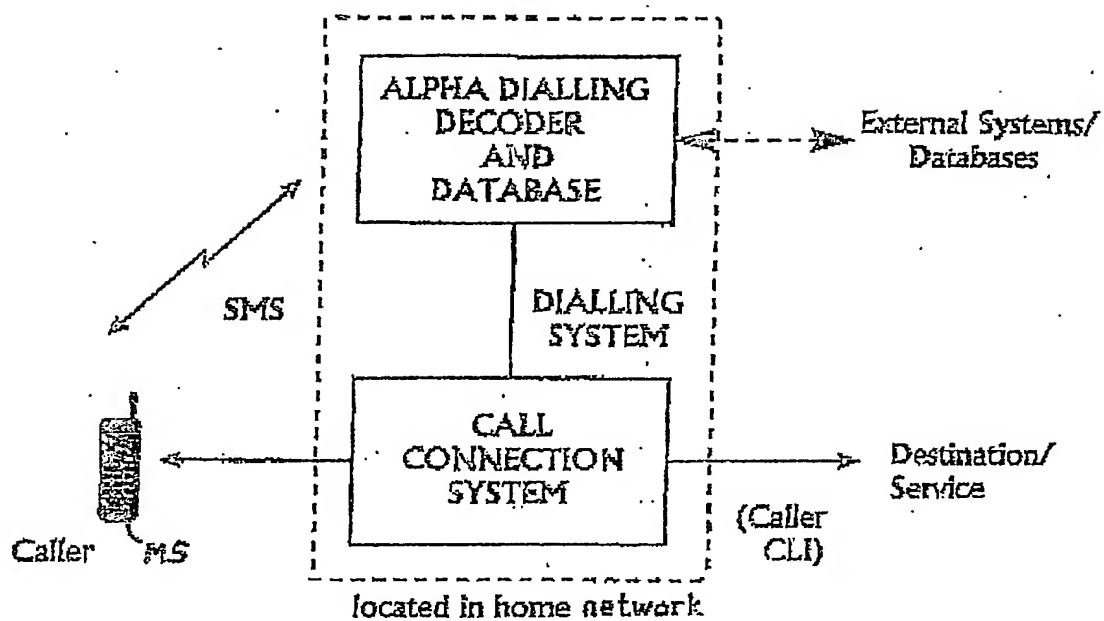 ALPHA DIALLING
DECODER
AND
DATABASE
External Systems/
Databases
SMS
DIALLING
SYSTEM
CALL
CONNECTION
SYSTEM
Destination/
Service
(Caller
CLI)
Caller
MS
located in home network